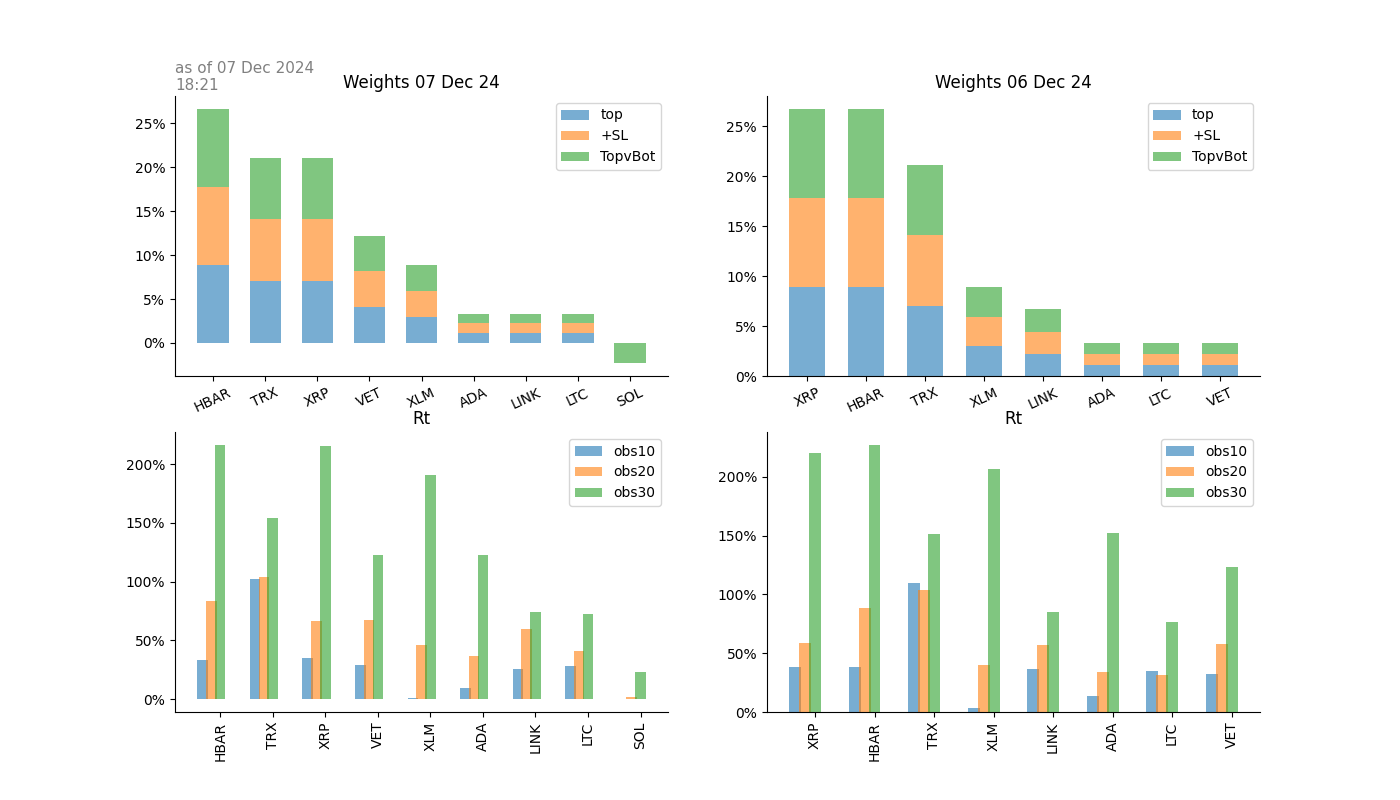 as of 07 Dec 2024
18:21
Weights 07 Dec 24
25%
20%
15%
10%
5%
0%
top
+SL
TopvBot
HBAR TRX XRP VET XLM ADA LINK LTC SOL
Weights 06 Dec 24
25%
20%
15%
10%
5%
0%
top
+SL
TopvBot
XRP HBAR TRX XLM LINK ADA LTC VET
Rt
200%
150%
100%
50%
0%
obs10
obs20
obs30
HBAR TRX XRP VET XLM ADA LINK LTC SOL
Rt
200%
150%
100%
50%
0%
obs10
obs20
obs30
XRP HBAR TRX XLM LINK ADA LTC VET